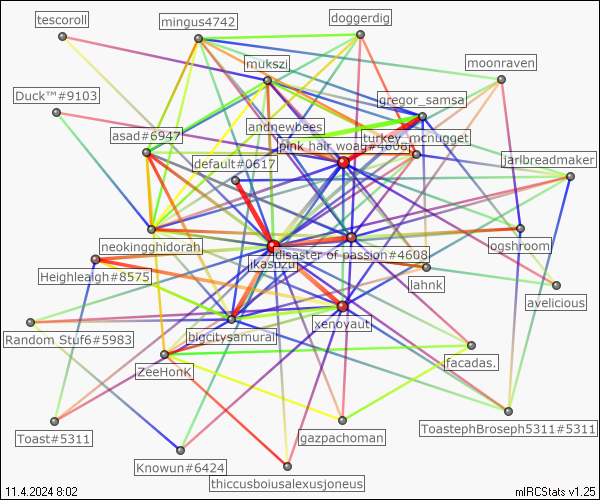 tescoroll
mingus4742
doggerdig
mukszi
moonraven
Duck™#9103
gregor_samsa
andnewbees
asad#6947
turkey_mcnugget
pink hair woag#4606
default#0617
jarlbreadmaker
neokingghidorah
ogshroom
disaster of passion#4608
jkasuzu
Heighleaigh#8575
Jahnk
avelicious
xenoyaut
Random Stuf6#5983
bigcitysamurai
facadas.
ZeeHonK
Toast#5311
gazpachoman
ToastephBroseph5311#5311
Knowun#6424
thiccusboiusalexusjoneus
11.4.2024 8:02
mIRCStats v1.25